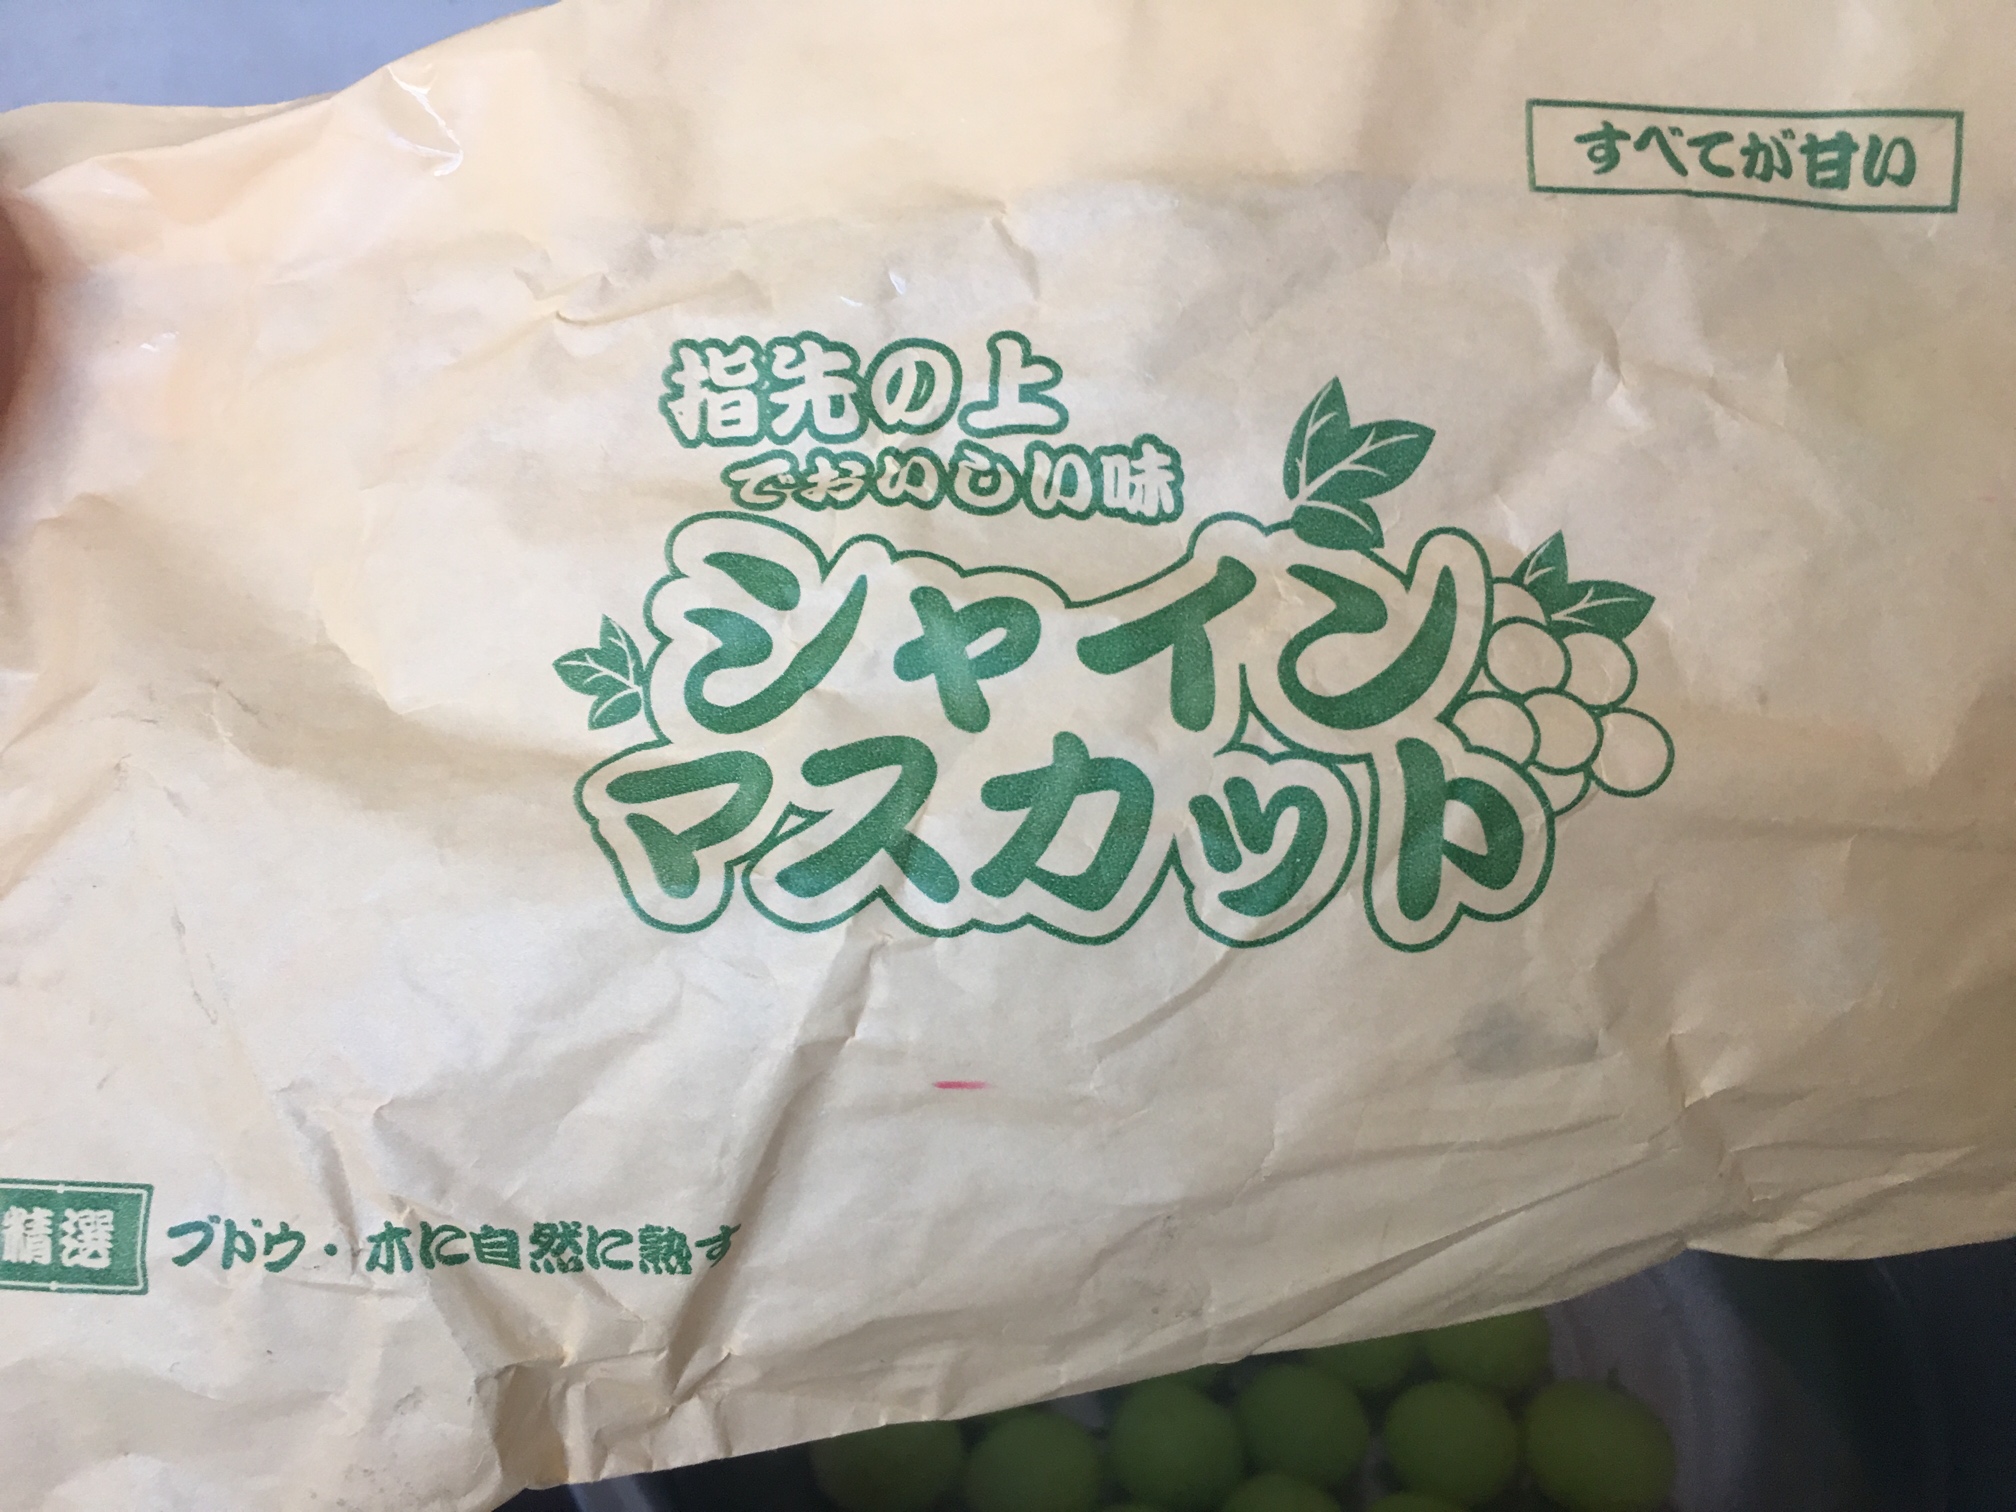 すべてが甘い
指先の上
でおいしい味
シャイン
マスカット
精選
ブドウ・木に自然に熟す